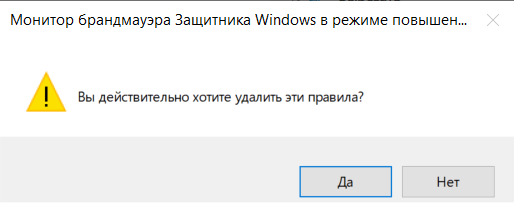 Монитор брандмауэра Защитника Windows в режиме повышен...
Вы действительно хотите удалить эти правила?
Да Нет